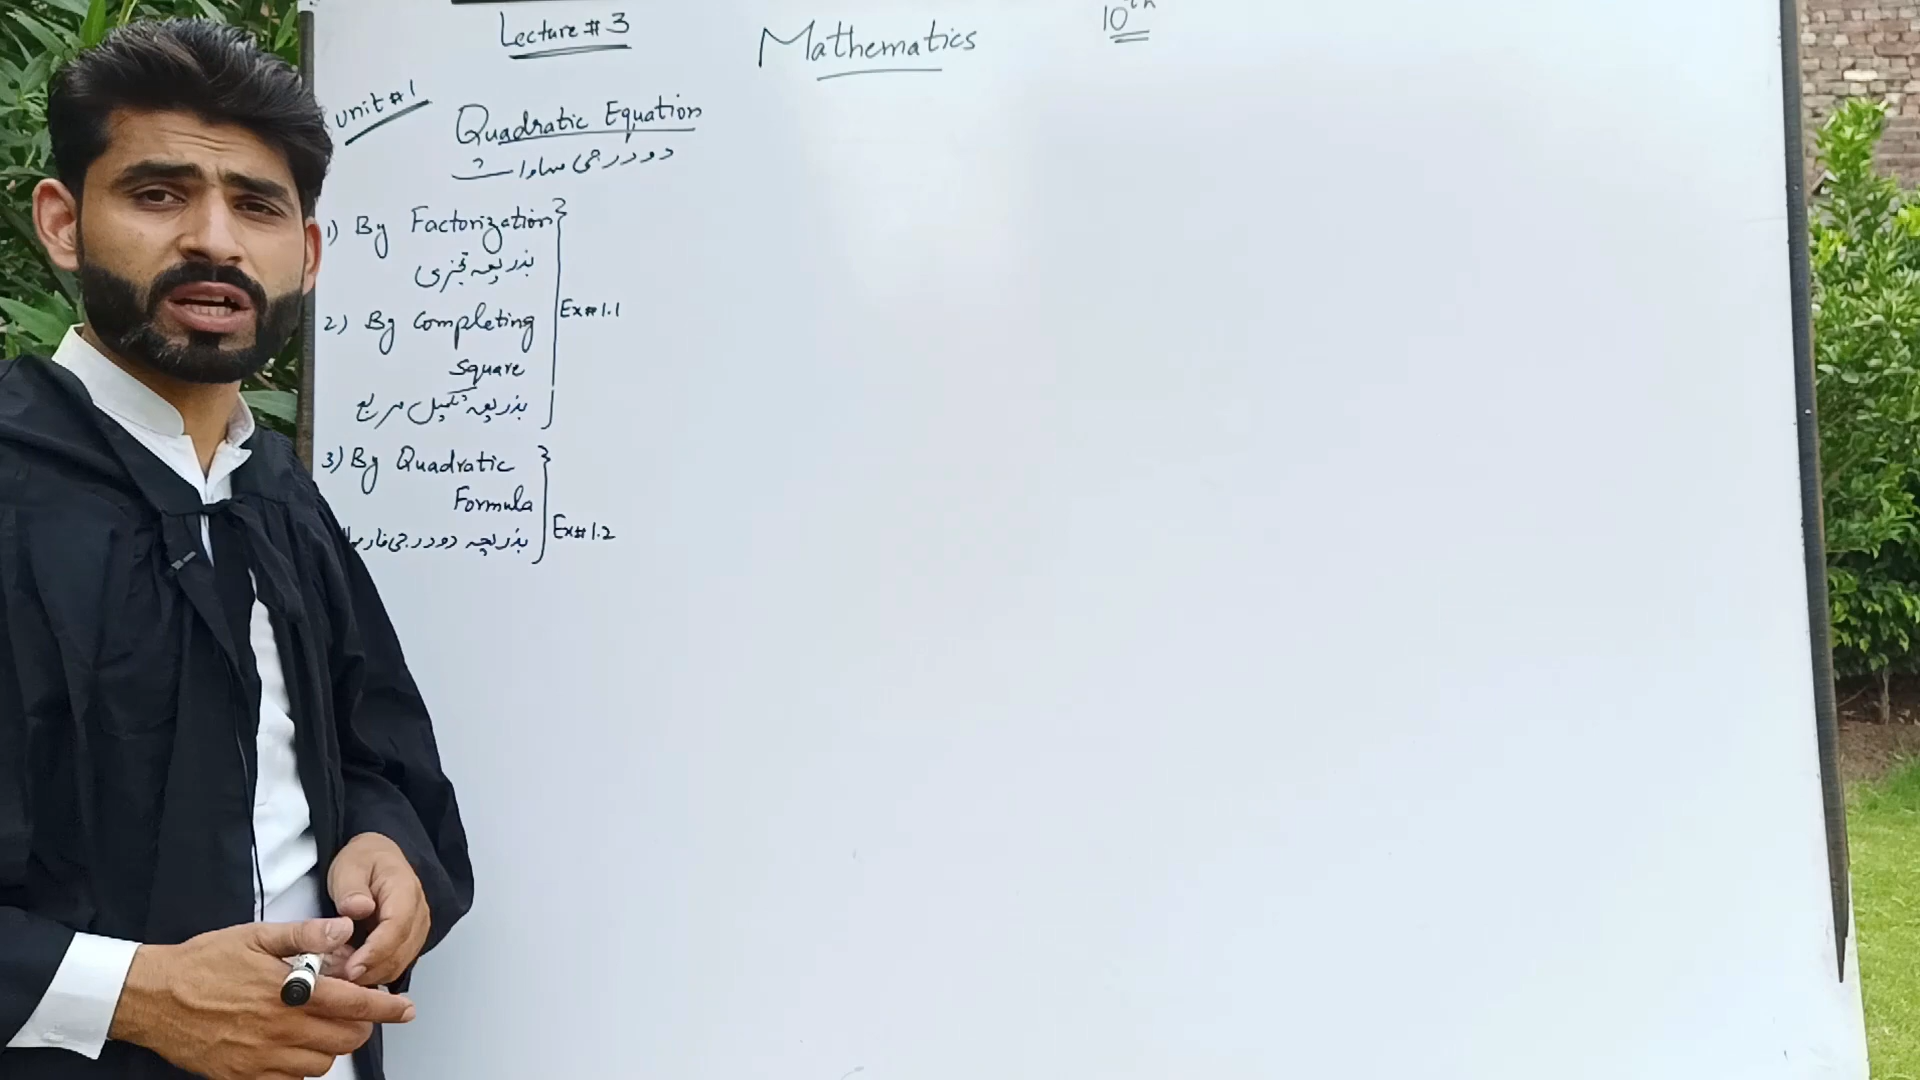 Lecture # 3
Mathematics
10th
Unit # 1
Quadratic Equation
دو درجی مساوات
1) By Factorization
بذریعہ تجزی
2) By Completing
Square
بذریعہ تکمیل مربع
Ex # 1.1
3) By Quadratic
Formula
بذریعہ دو درجی فارمولا
Ex # 1.2